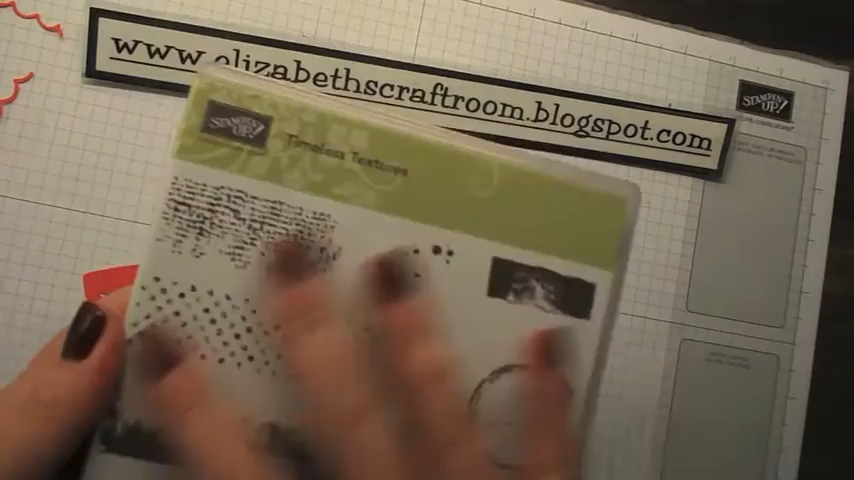 www.elizabethscraftroom.blogspot.com
STAMPIN' UP!
STAMPIN' UP!
Timeless Textures